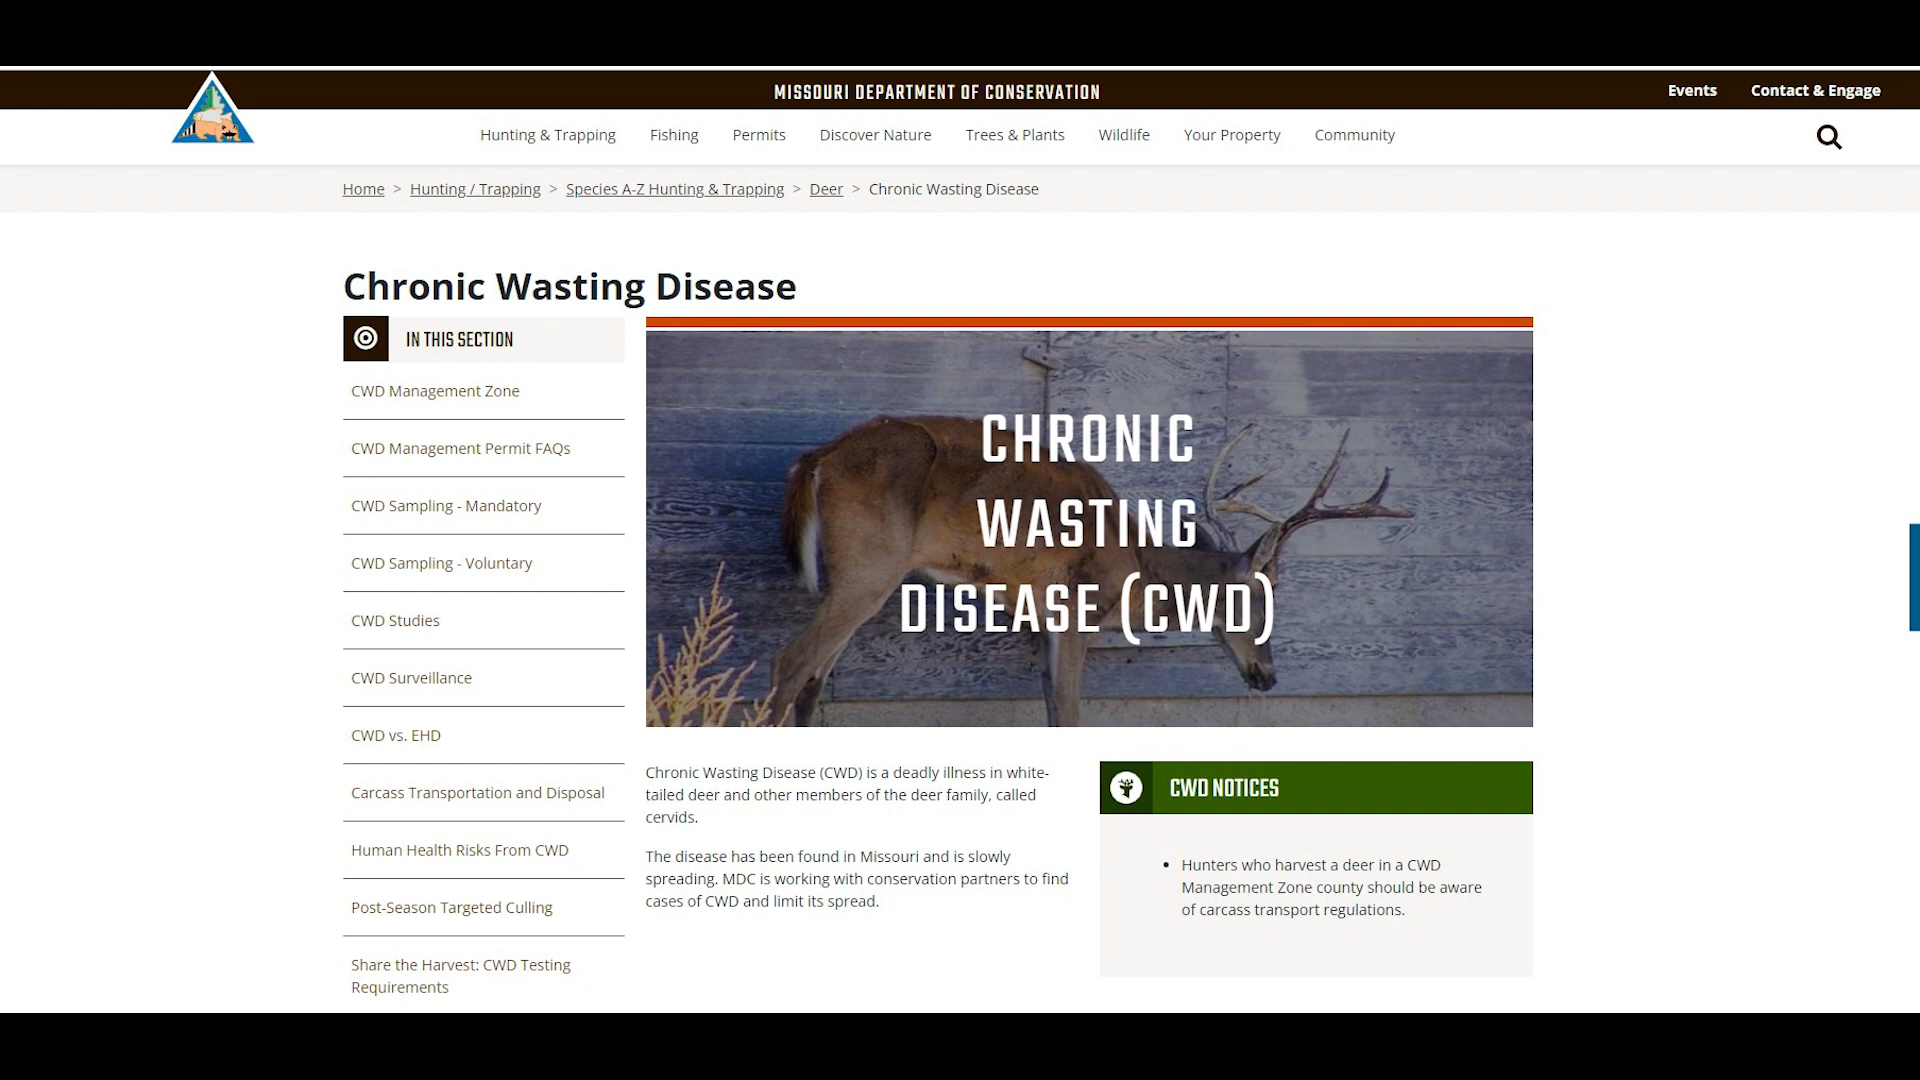 MISSOURI DEPARTMENT OF CONSERVATION
Events
Contact & Engage
Hunting & Trapping
Fishing
Permits
Discover Nature
Trees & Plants
Wildlife
Your Property
Community
Home > Hunting / Trapping > Species A-Z Hunting & Trapping > Deer > Chronic Wasting Disease
Chronic Wasting Disease
IN THIS SECTION
CWD Management Zone
CWD Management Permit FAQs
CWD Sampling - Mandatory
CWD Sampling - Voluntary
CWD Studies
CWD Surveillance
CWD vs. EHD
Carcass Transportation and Disposal
Human Health Risks From CWD
Post-Season Targeted Culling
Share the Harvest: CWD Testing
Requirements
CHRONIC
WASTING
DISEASE (CWD)
Chronic Wasting Disease (CWD) is a deadly illness in white-
tailed deer and other members of the deer family, called
cervids.
The disease has been found in Missouri and is slowly
spreading. MDC is working with conservation partners to find
cases of CWD and limit its spread.
CWD NOTICES
• Hunters who harvest a deer in a CWD
Management Zone county should be aware
of carcass transport regulations.